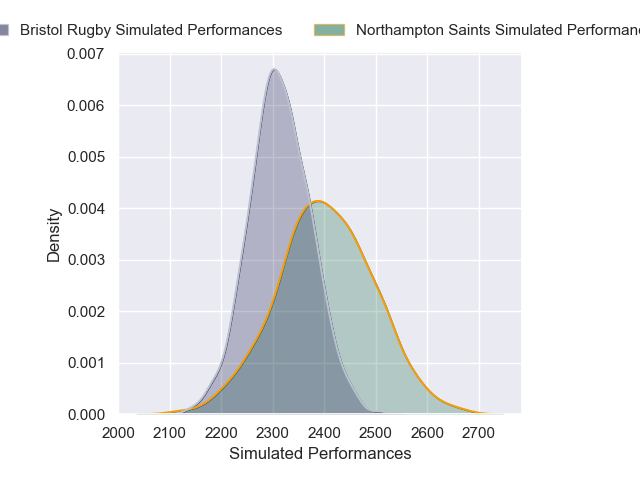 Bristol Rugby Simulated Performances
Northampton Saints Simulated Performan
0.007
0.006
0.005
0.004
0.003
0.002
0.001
0.000
Density
2000 2100 2200 2300 2400 2500 2600 2700
Simulated Performances